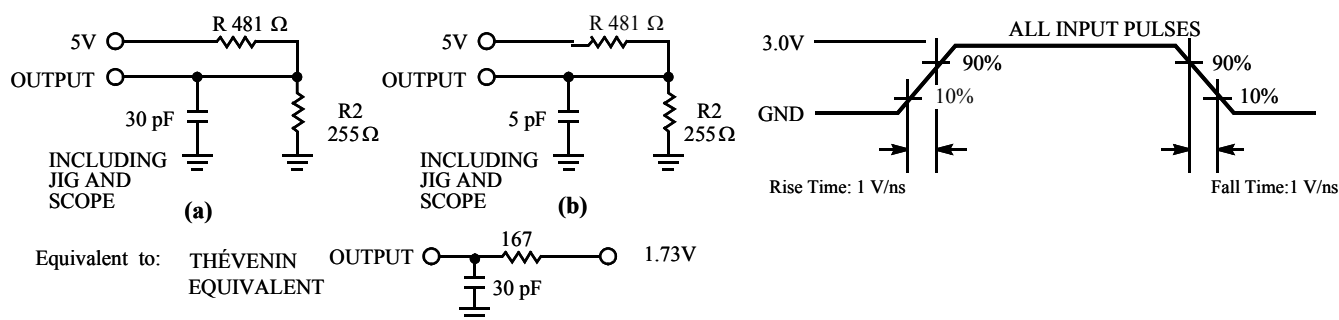 R 481 Ω
5V
OUTPUT
30 pF
R2
255Ω
INCLUDING
JIG AND
SCOPE
(a)
R 481 Ω
5V
OUTPUT
5 pF
R2
255Ω
INCLUDING
JIG AND
SCOPE
(b)
ALL INPUT PULSES
3.0V
90%
10%
GND
90%
10%
Rise Time: 1 V/ns
Fall Time:1 V/ns
Equivalent to:
THÉVENIN
EQUIVALENT
OUTPUT
167
1.73V
30 pF